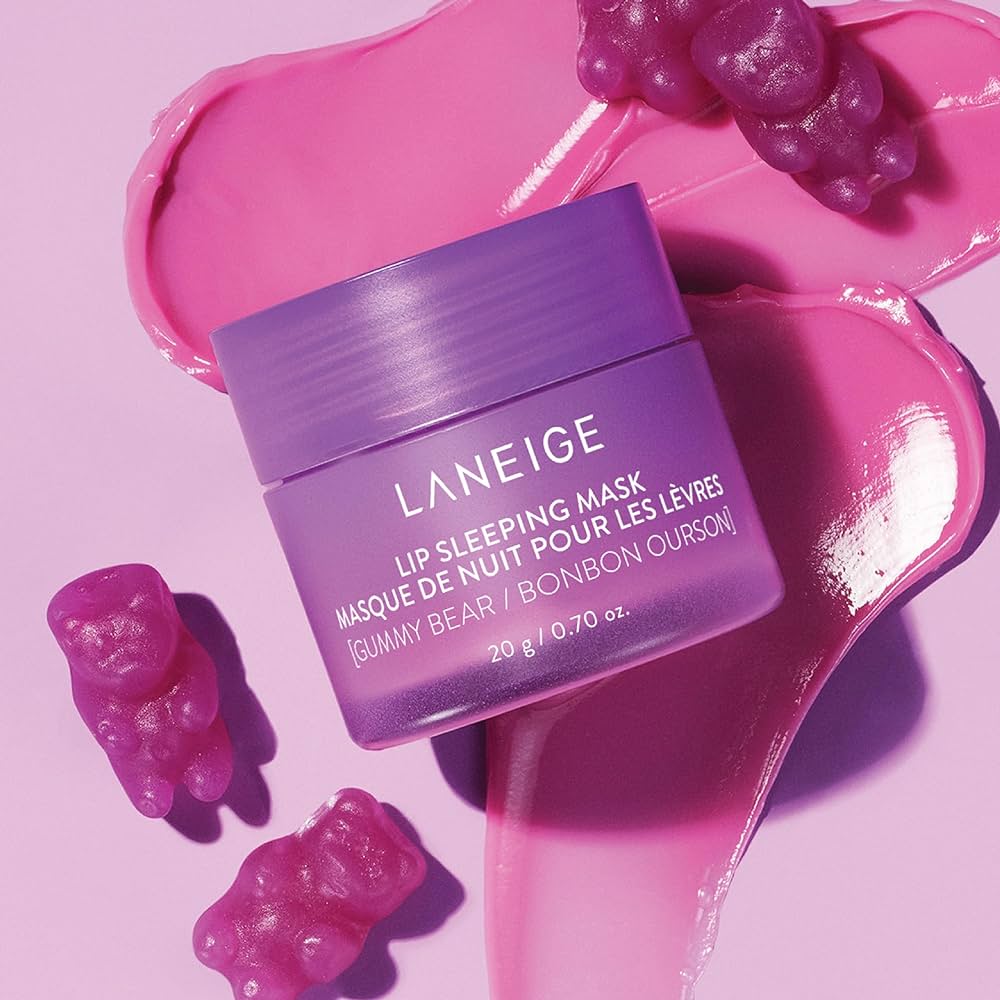 LANEIGE
LIP SLEEPING MASK
MASQUE DE NUIT POUR LES LÈVRES
[GUMMY BEAR / BONBON OURSON]
20 g / 0.70 oz.